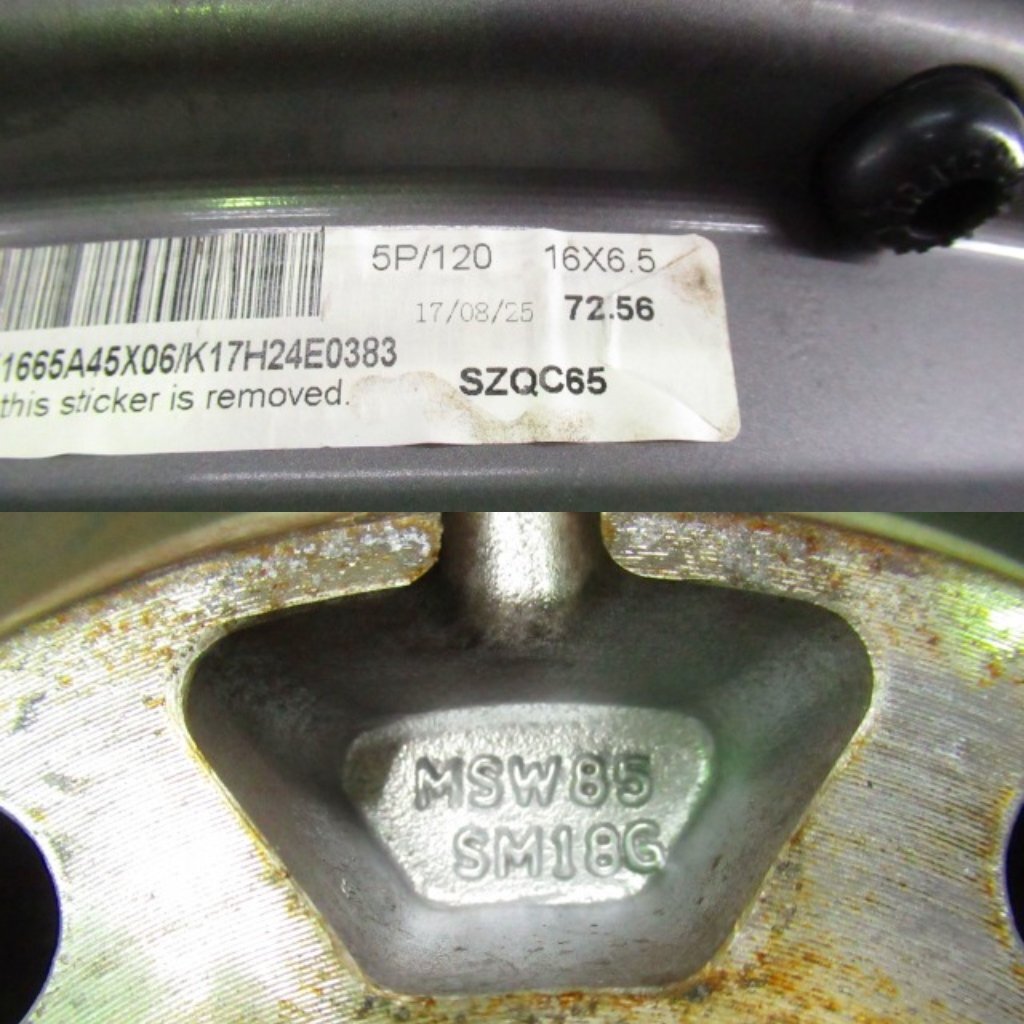 5P/120 16X6.5
17/08/25 72.56
1665A45X06/K17H24E0383
SZQC65
this sticker is removed.
MSW85
SM18G